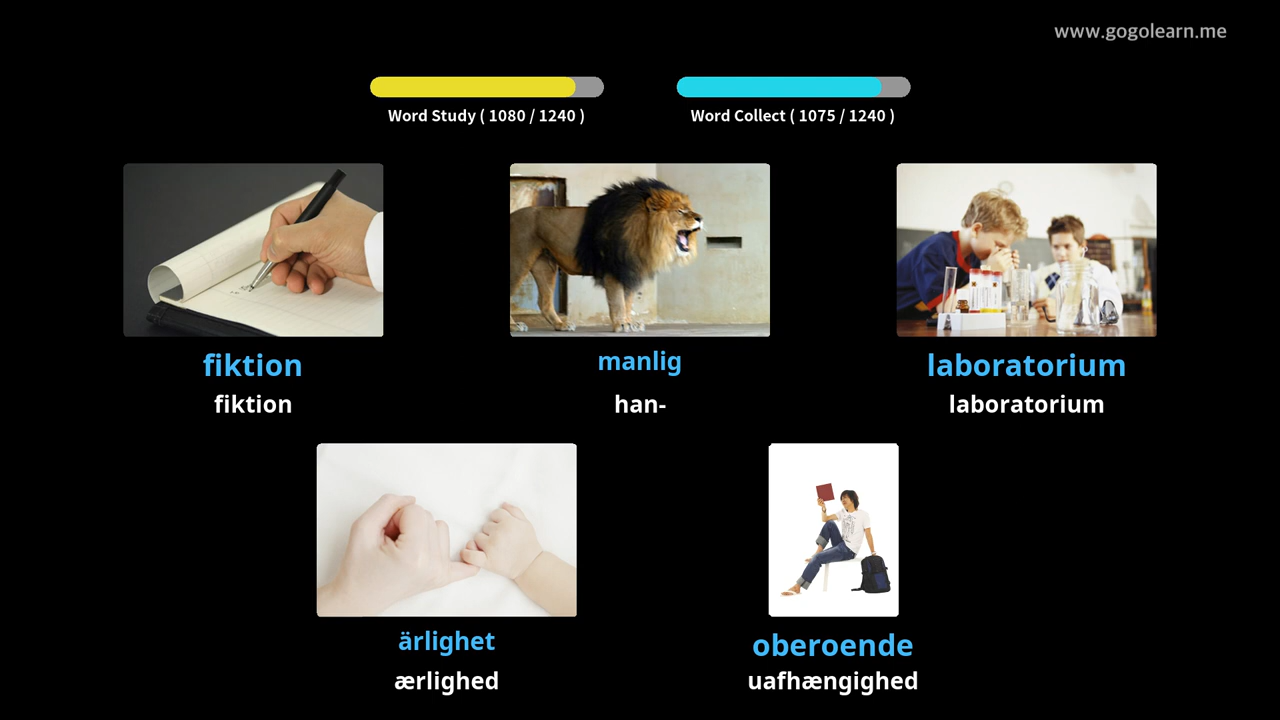 www.gogolearn.me
Word Study ( 1080 / 1240 )
Word Collect ( 1075 / 1240 )
fiktion
fiktion
manlig
han-
laboratorium
laboratorium
ärlighet
ærlighed
oberoende
uafhængighed